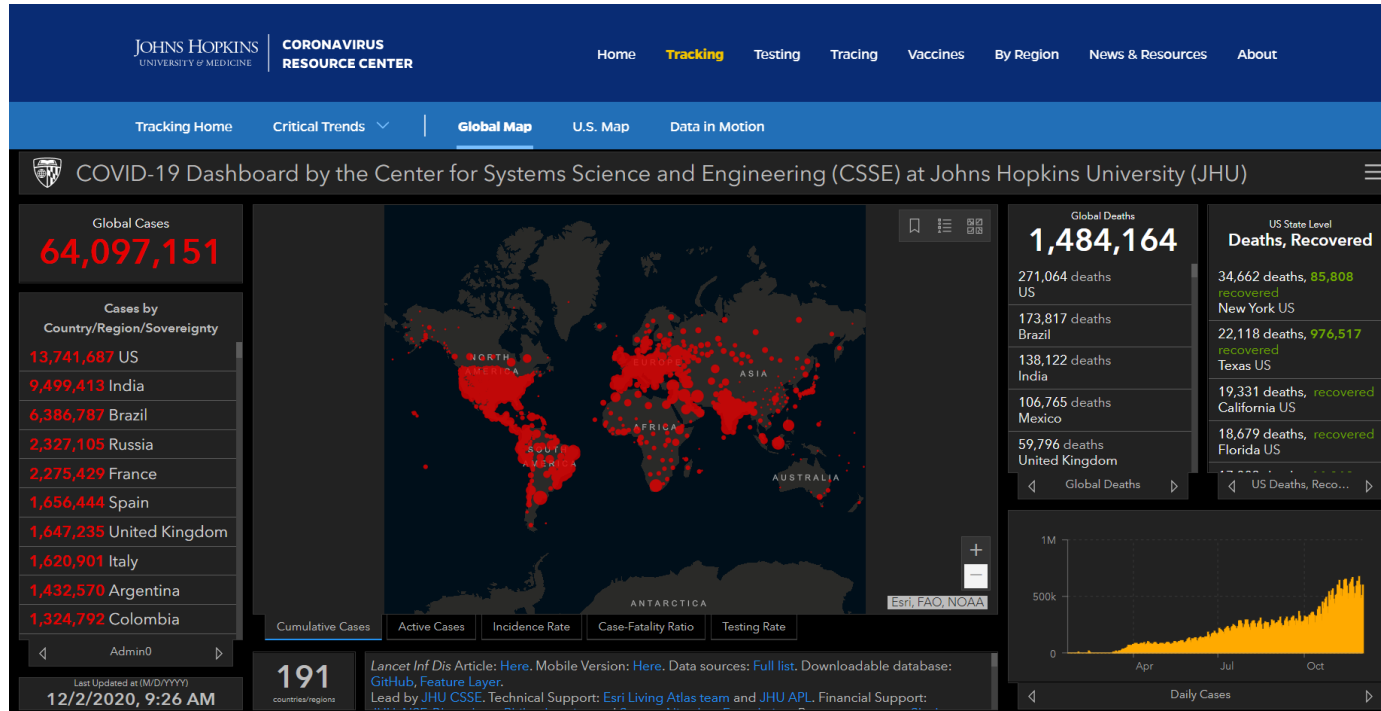 JOHNS HOPKINS
UNIVERSITY & MEDICINE
CORONAVIRUS
RESOURCE CENTER
Home
Tracking
Testing
Tracing
Vaccines
By Region
News & Resources
About
Tracking Home
Critical Trends
Global Map
U.S. Map
Data in Motion
COVID-19 Dashboard by the Center for Systems Science and Engineering (CSSE) at Johns Hopkins University (JHU)
Global Cases
64,097,151
Cases by
Country/Region/Sovereignty
13,741,687 US
9,499,413 India
6,386,787 Brazil
2,327,105 Russia
2,275,429 France
1,656,444 Spain
1,647,235 United Kingdom
1,620,901 Italy
1,432,570 Argentina
1,324,792 Colombia
Admin0
Last Updated at (M/D/YYYY)
12/2/2020, 9:26 AM
NORTH
AMERICA
SOUTH
AMERICA
EUROPE
ASIA
AFRICA
AUSTRALIA
ANTARCTICA
Esri, FAO, NOAA
Cumulative Cases
Active Cases
Incidence Rate
Case-Fatality Ratio
Testing Rate
191
countries/regions
Lancet Inf Dis Article: Here. Mobile Version: Here. Data sources: Full list. Downloadable database:
GitHub, Feature Layer.
Lead by JHU CSSE. Technical Support: Esri Living Atlas team and JHU APL. Financial Support:
Global Deaths
1,484,164
271,064 deaths
US
173,817 deaths
Brazil
138,122 deaths
India
106,765 deaths
Mexico
59,796 deaths
United Kingdom
Global Deaths
US State Level
Deaths, Recovered
34,662 deaths, 85,808
recovered
New York US
22,118 deaths, 976,517
recovered
Texas US
19,331 deaths, recovered
California US
18,679 deaths, recovered
Florida US
US Deaths, Reco...
1M
500k
0
Apr
Jul
Oct
Daily Cases